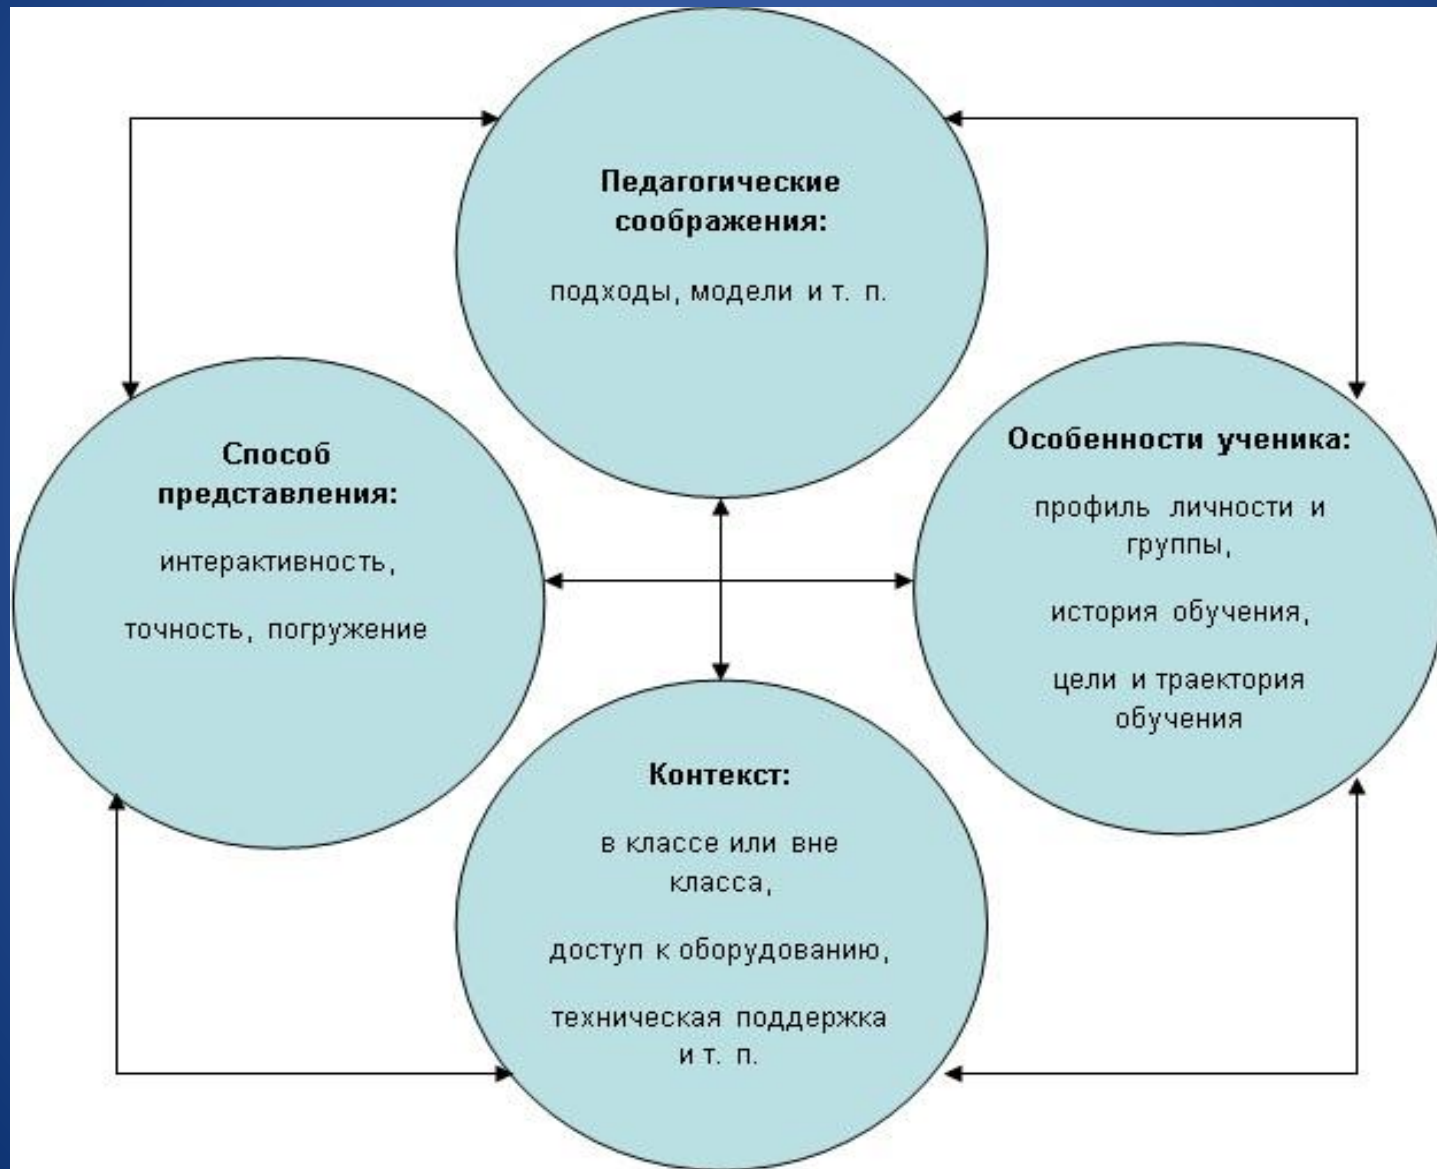 Педагогические
соображения:
подходы, модели и т. п.
Способ
представления:
интерактивность,
точность, погружение
Особенности ученика:
профиль личности и
группы,
история обучения,
цели и траектория
обучения
Контекст:
в классе или вне
класса,
доступ к оборудованию,
техническая поддержка
и т. п.